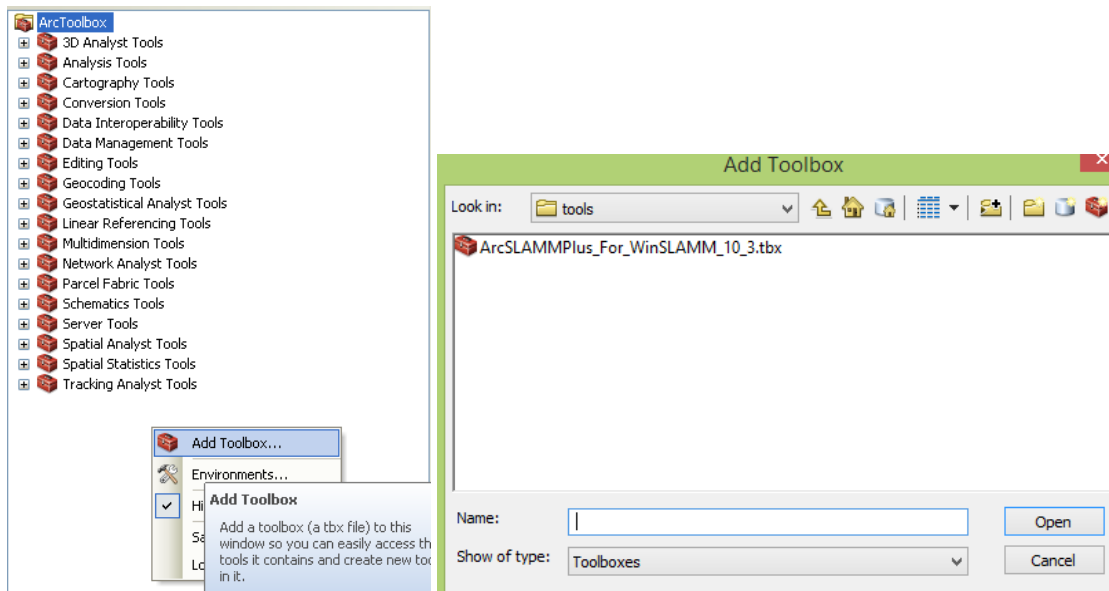 ArcToolbox
3D Analyst Tools
Analysis Tools
Cartography Tools
Conversion Tools
Data Interoperability Tools
Data Management Tools
Editing Tools
Geocoding Tools
Geostatistical Analyst Tools
Linear Referencing Tools
Multidimension Tools
Network Analyst Tools
Parcel Fabric Tools
Schematics Tools
Server Tools
Spatial Analyst Tools
Spatial Statistics Tools
Tracking Analyst Tools
Add Toolbox...
Environments...
Hi
Sa
Lo
Add Toolbox
Add a toolbox (a tbx file) to this
window so you can easily access th
tools it contains and create new too
in it.
Add Toolbox
Look in: tools
ArcSLAMMPlus_For_WinSLAMM_10_3.tbx
Name: Open
Show of type: Toolboxes Cancel